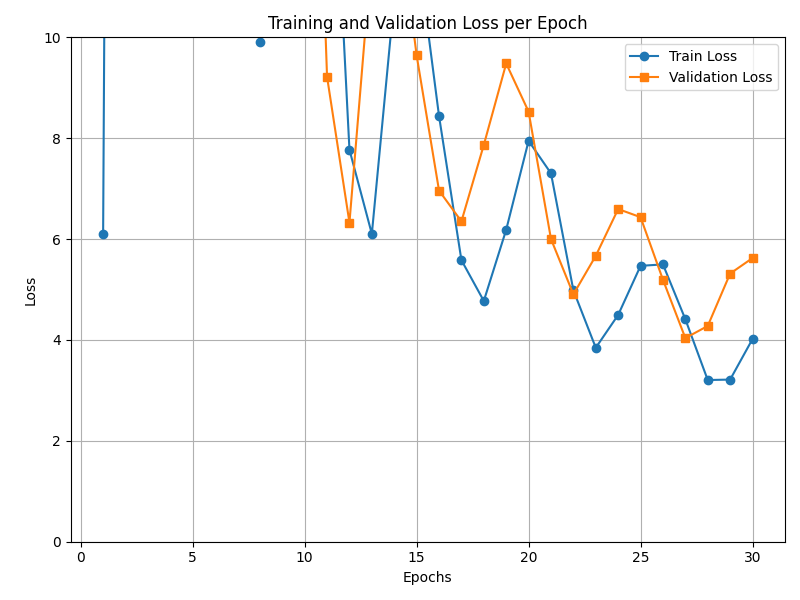 Training and Validation Loss per Epoch
Train Loss
Validation Loss
10
8
6
4
2
0
Loss
0 5 10 15 20 25 30
Epochs